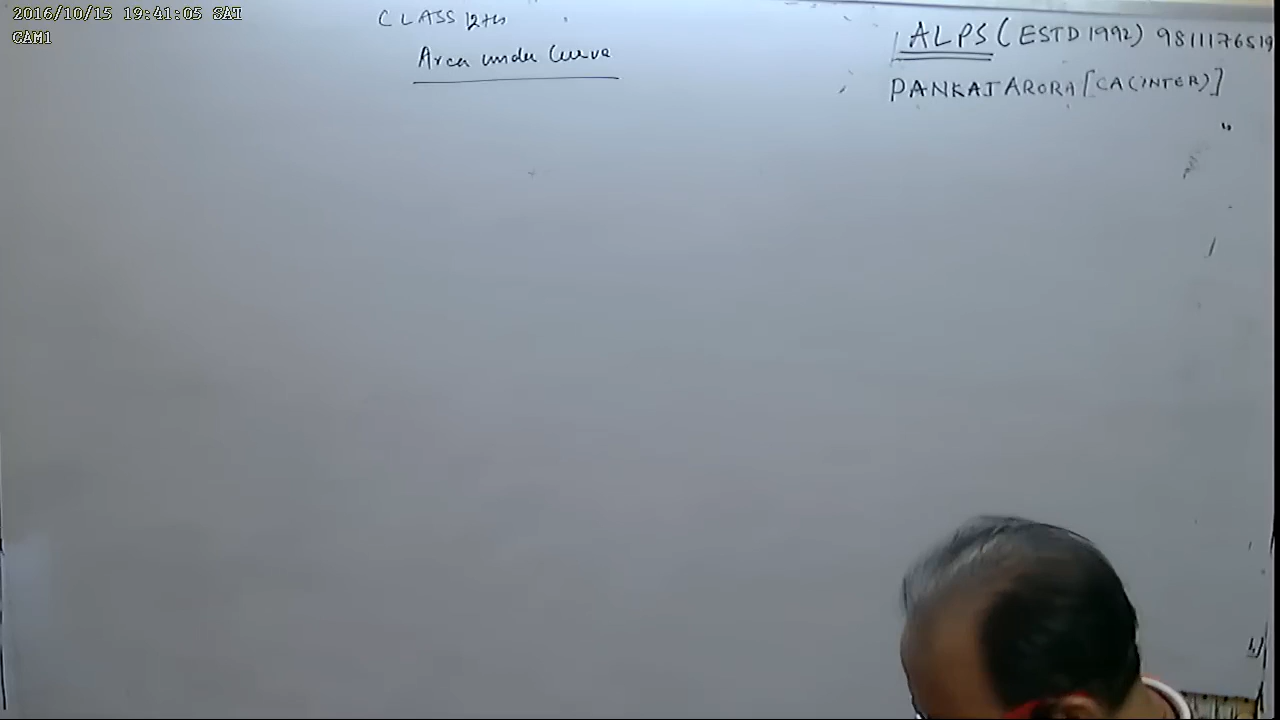 2016/10/15 19:41:05 SAT
CAM1
CLASS 12th
Area under Curve
ALPS (ESTD 1992) 9811176519
PANKAJ ARORA [CA(INTER)]